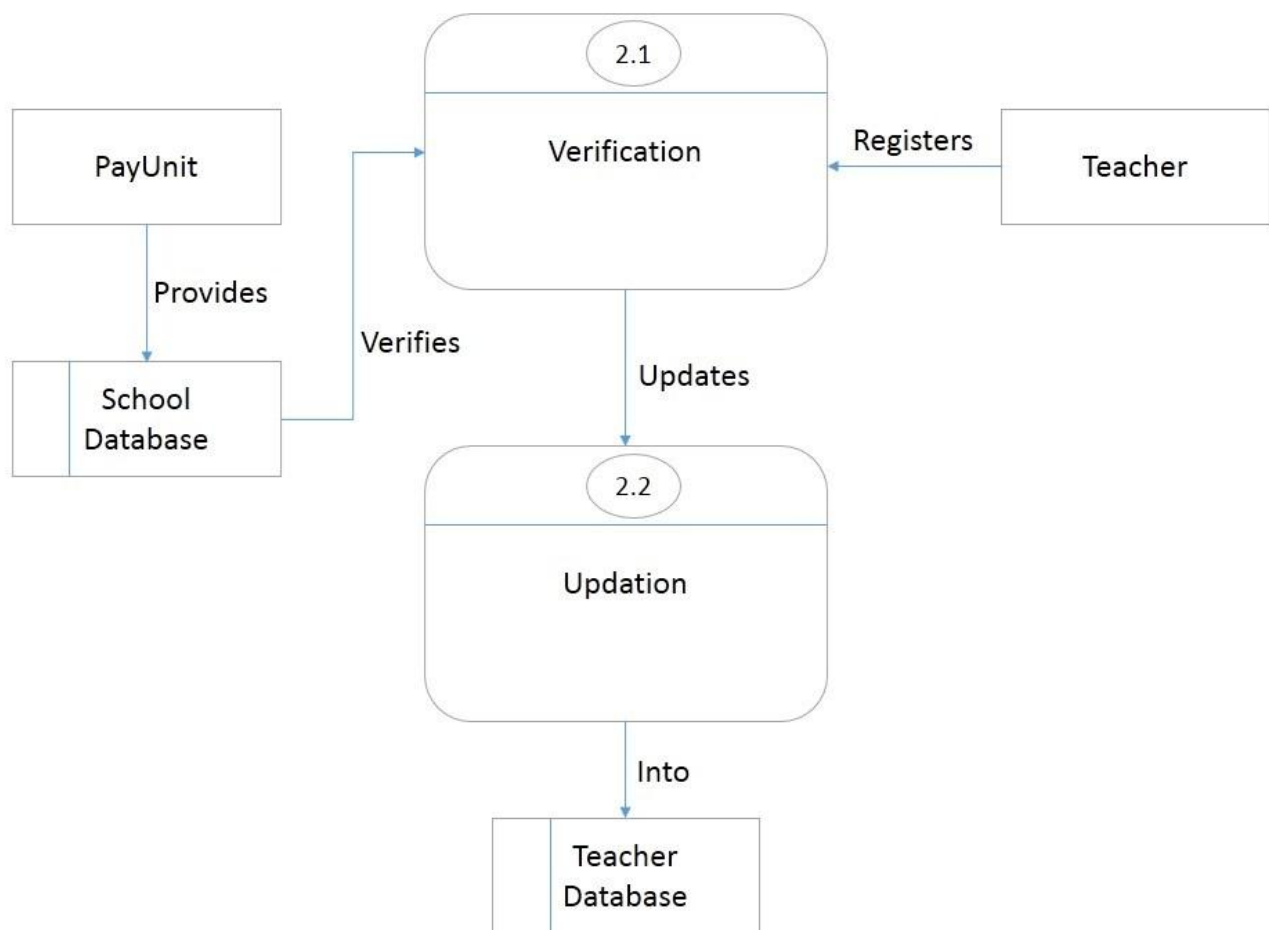 2.1
PayUnit
Verification
Registers
Teacher
Provides
Verifies
School
Database
Updates
2.2
Updation
Into
Teacher
Database